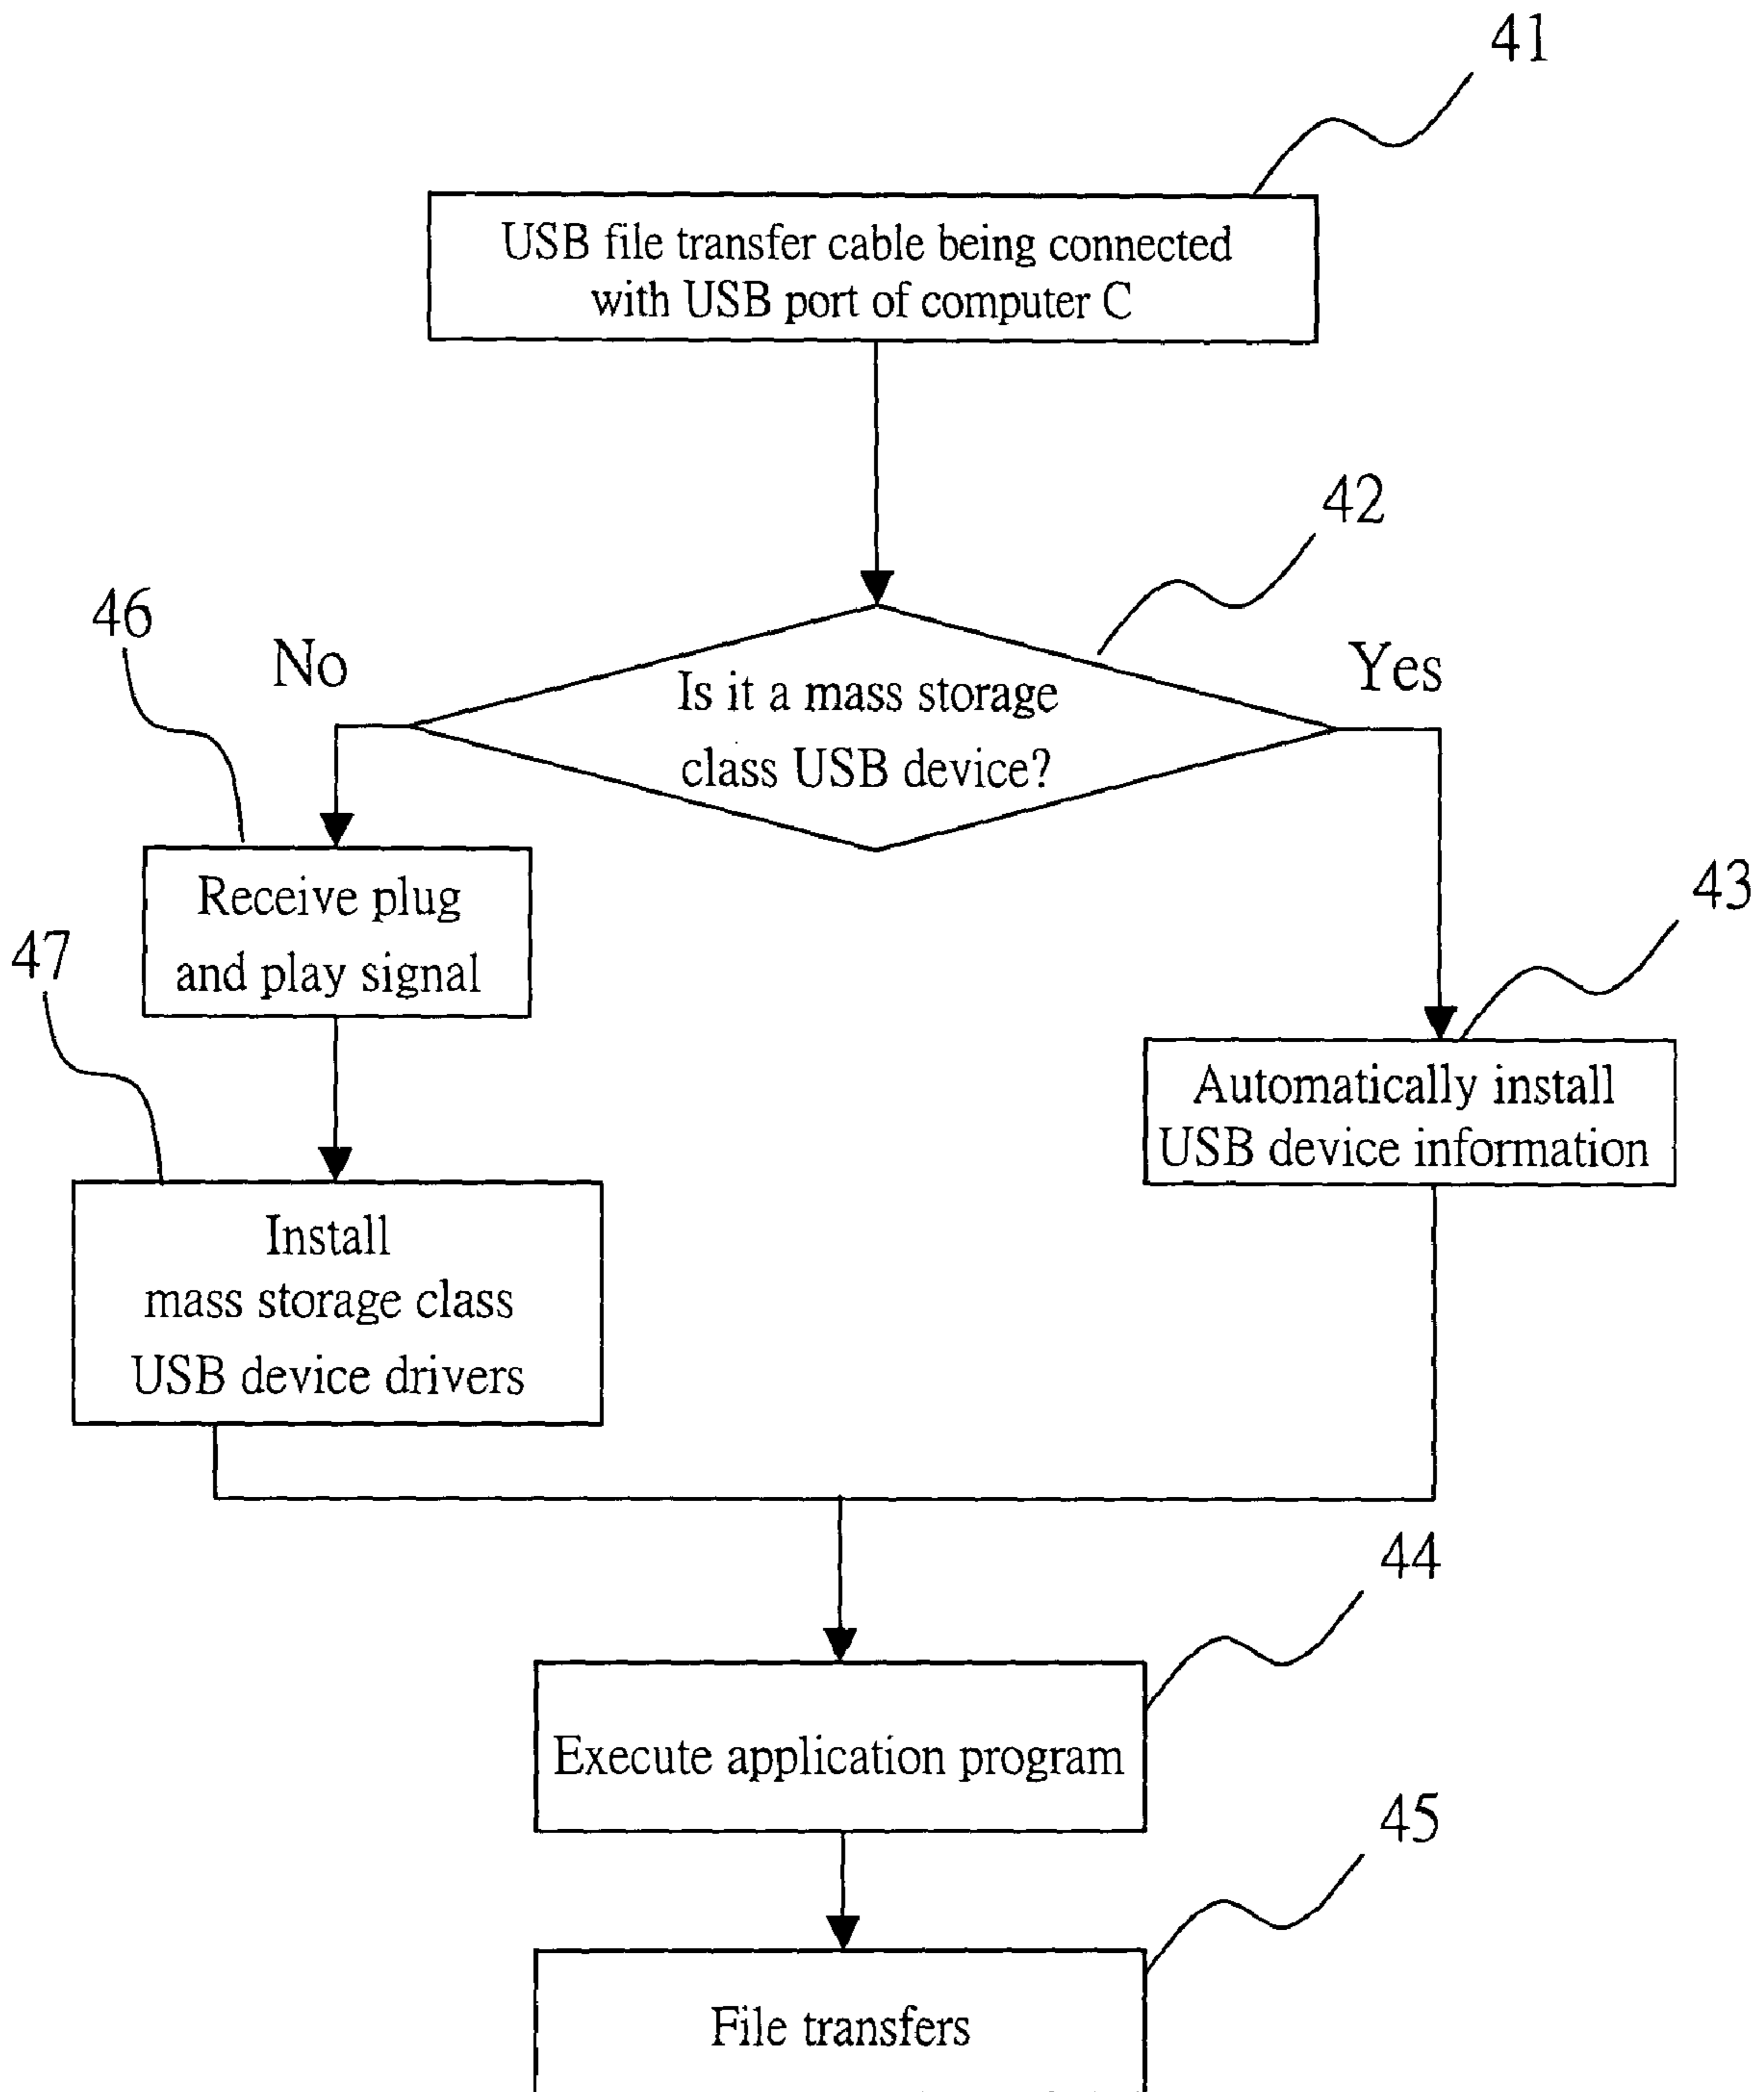 41
USB file transfer cable being connected
with USB port of computer C
42
46
No
Yes
Is it a mass storage
class USB device?
43
Receive plug
and play signal
47
Automatically install
USB device information
Install
mass storage class
USB device drivers
44
Execute application program
45
File transfers